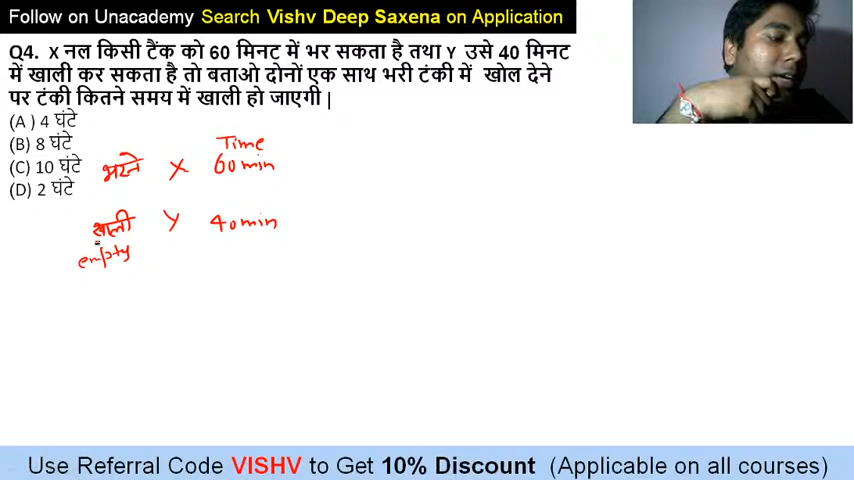 Follow on Unacademy Search Vishv Deep Saxena on Application
Q4. X नल किसी टैंक को 60 मिनट में भर सकता है तथा Y उसे 40 मिनट
में खाली कर सकता है तो बताओ दोनों एक साथ भरी टंकी में खोल देने
पर टंकी कितने समय में खाली हो जाएगी |
(A ) 4 घंटे
(B) 8 घंटे
(C) 10 घंटे
(D) 2 घंटे
Time
भरने X 60 min
खाली Y 40 min
empty
Use Referral Code VISHV to Get 10% Discount (Applicable on all courses)